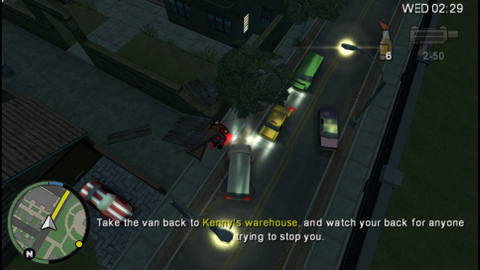 WED 02:29
6
2-50
Take the van back to Kenny's warehouse, and watch your back for anyone
trying to stop you.
N